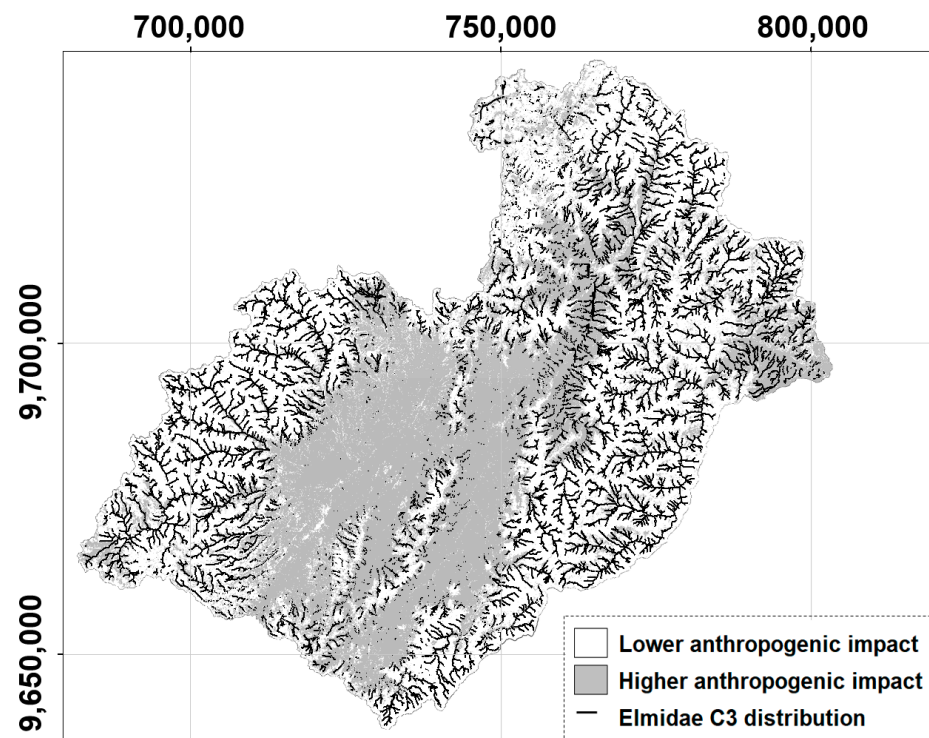 700,000 750,000 800,000
9,700,000
9,650,000
Lower anthropogenic impact
Higher anthropogenic impact
Elmidae C3 distribution